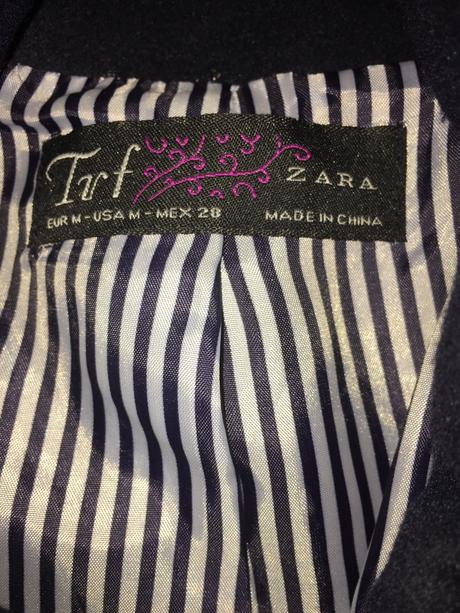 Trf ZARA
EUR M - USA M - MEX 28 MADE IN CHINA